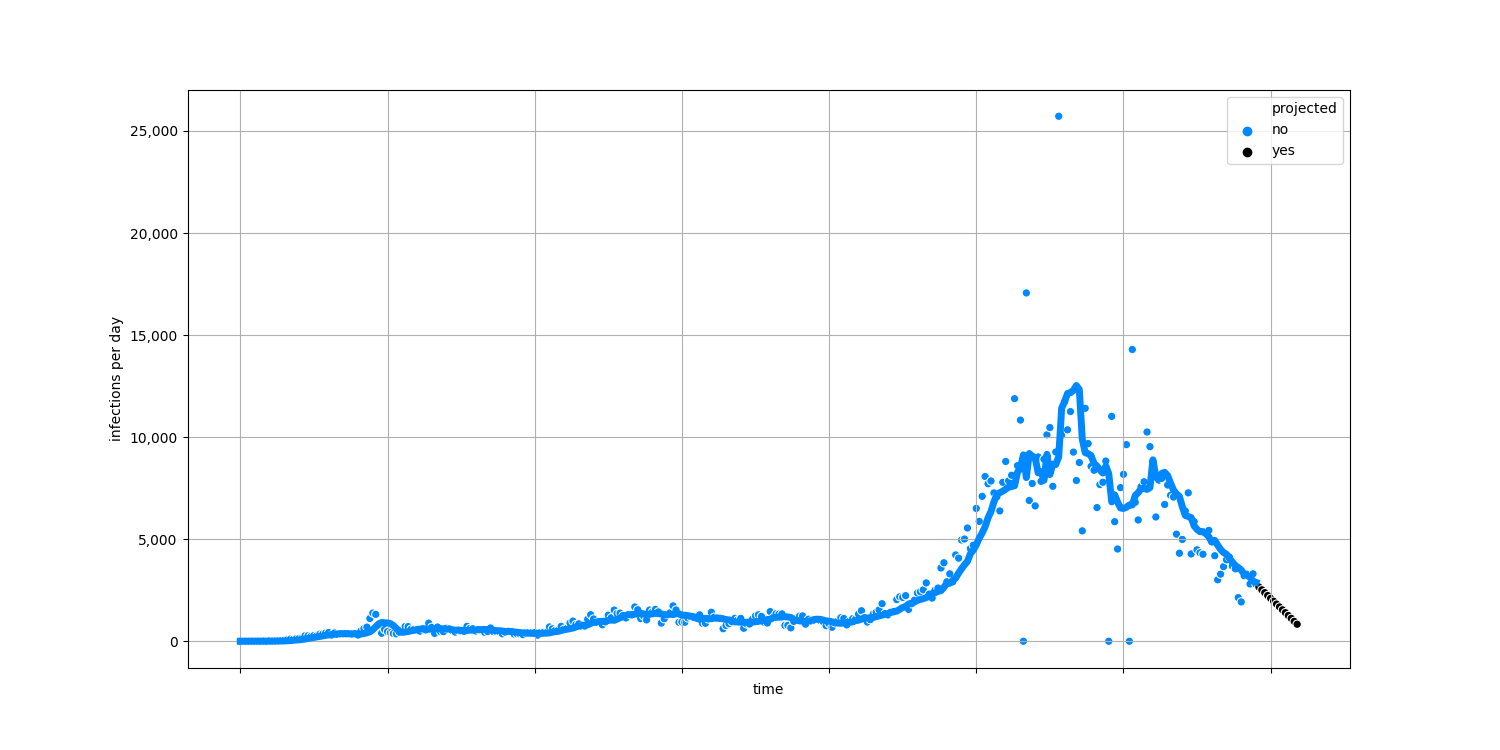 projected
no
yes
25,000
20,000
15,000
10,000
5,000
0
infections per day
time